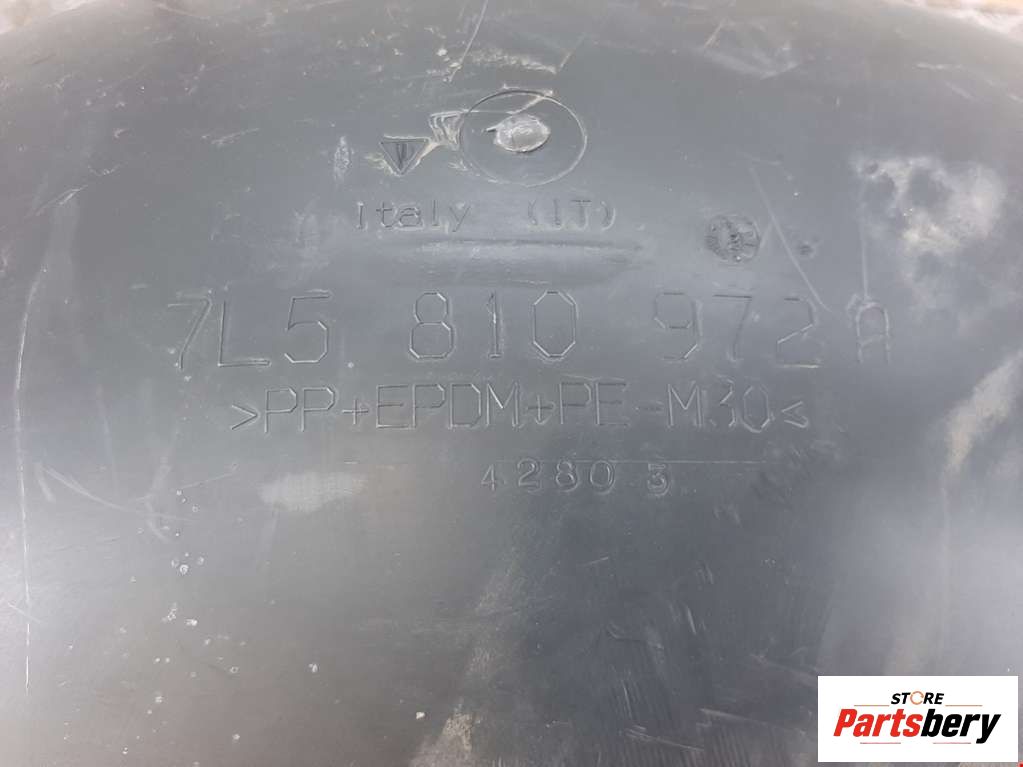 Italy (IT)
7L5 810 972 A
>PP+EPDM+PE-M30<
42803
STORE
Partsbery